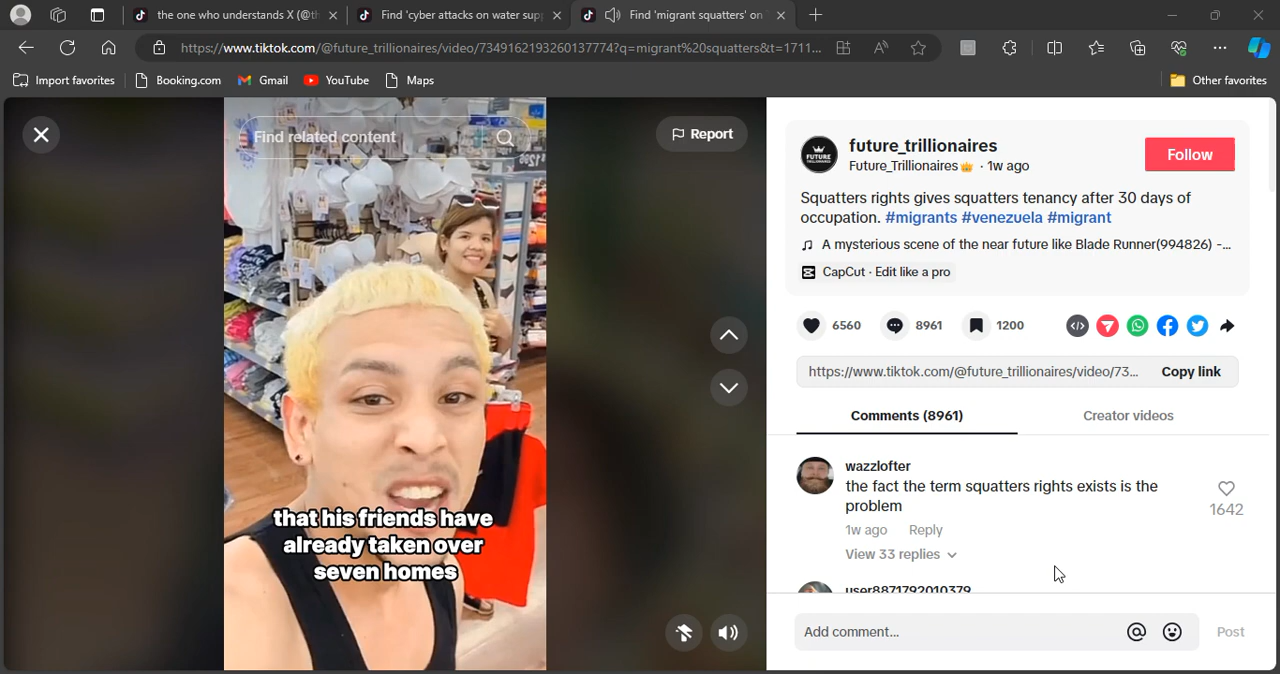 the one who understands X (@th
Find 'cyber attacks on water supp
Find 'migrant squatters' on
https://www.tiktok.com/@future_trillionaires/video/7349162193260137774?q=migrant%20squatters&t=1711...
Import favorites
Booking.com
Gmail
YouTube
Maps
Other favorites
Find related content
Report
that his friends have
already taken over
seven homes
FUTURE
TRILLIONAIRES
future_trillionaires
Future_Trillionaires👑 · 1w ago
Follow
Squatters rights gives squatters tenancy after 30 days of
occupation. #migrants #venezuela #migrant
A mysterious scene of the near future like Blade Runner(994826) -...
CapCut · Edit like a pro
6560
8961
1200
https://www.tiktok.com/@future_trillionaires/video/73...
Copy link
Comments (8961)
Creator videos
wazzlofter
the fact the term squatters rights exists is the
problem
1642
1w ago
Reply
View 33 replies
user8871792010379
Add comment...
Post